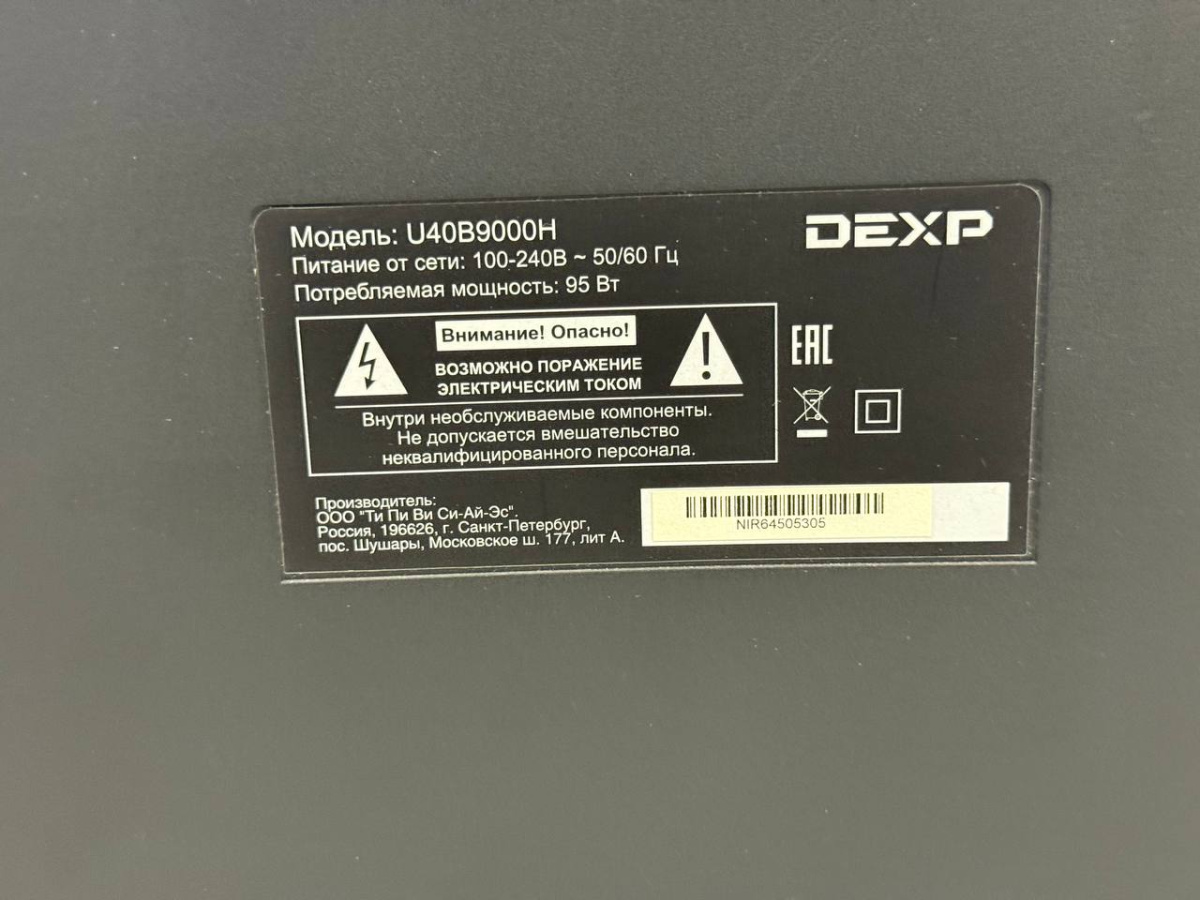 Модель: U40B9000H
DEXP
Питание от сети: 100-240В ~ 50/60 Гц
Потребляемая мощность: 95 Вт
Внимание! Опасно!
ВОЗМОЖНО ПОРАЖЕНИЕ
ЭЛЕКТРИЧЕСКИМ ТОКОМ
Внутри необслуживаемые компоненты.
Не допускается вмешательство
неквалифицированного персонала.
EAC
Производитель:
ООО "Ти Пи Ви Си-Ай-Эс".
Россия, 196626, г. Санкт-Петербург,
пос. Шушары, Московское ш. 177, лит А.
NIR64505305